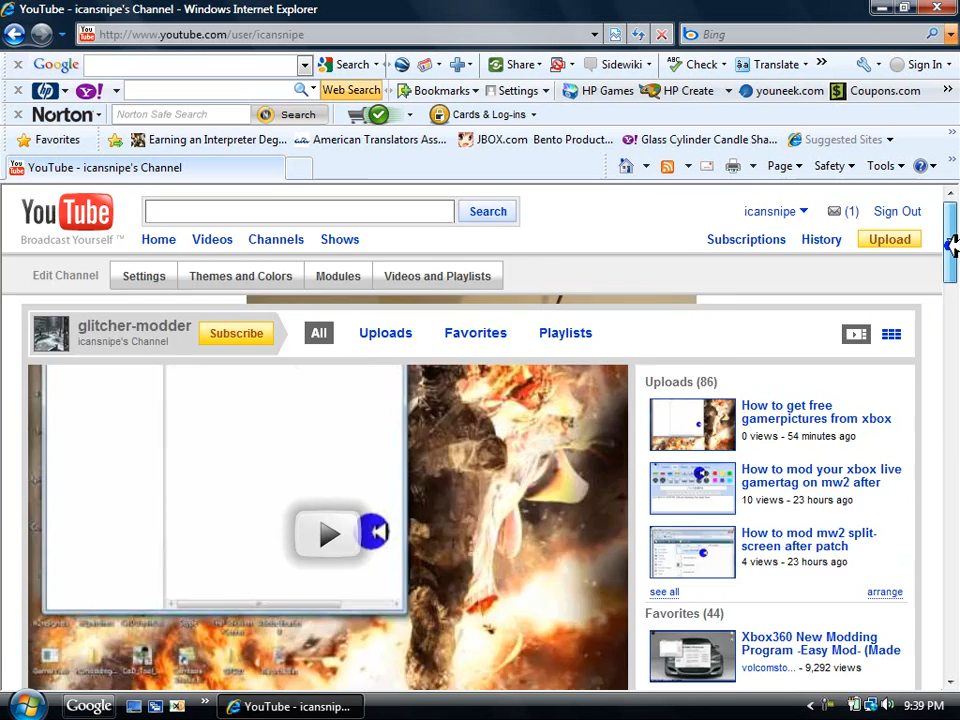 YouTube - icansnipe's Channel - Windows Internet Explorer
http://www.youtube.com/user/icansnipe
Bing
Google
Search
Share
Sidewiki
Check
Translate
Sign In
hp
Y!
Web Search
Bookmarks
Settings
HP Games
HP Create
youneek.com
Coupons.com
Norton
Norton Safe Search
Search
Cards & Log-ins
Favorites
Earning an Interpreter Deg...
American Translators Ass...
JBOX.com Bento Produc...
Glass Cylinder Candle Sha...
Suggested Sites
YouTube - icansnipe's Channel
Page
Safety
Tools
YouTube
Broadcast Yourself ™
Search
icansnipe
(1)
Sign Out
Home
Videos
Channels
Shows
Subscriptions
History
Upload
Edit Channel
Settings
Themes and Colors
Modules
Videos and Playlists
glitcher-modder
icansnipe's Channel
Subscribe
All
Uploads
Favorites
Playlists
Uploads (86)
How to get free
gamerpictures from xbox
0 views - 54 minutes ago
How to mod your xbox live
gamertag on mw2 after
10 views - 23 hours ago
How to mod mw2 split-
screen after patch
4 views - 23 hours ago
see all
arrange
Favorites (44)
Xbox360 New Modding
Program -Easy Mod- (Made
volcomsto... - 9,292 views
Google
YouTube - icansnip...
9:39 PM